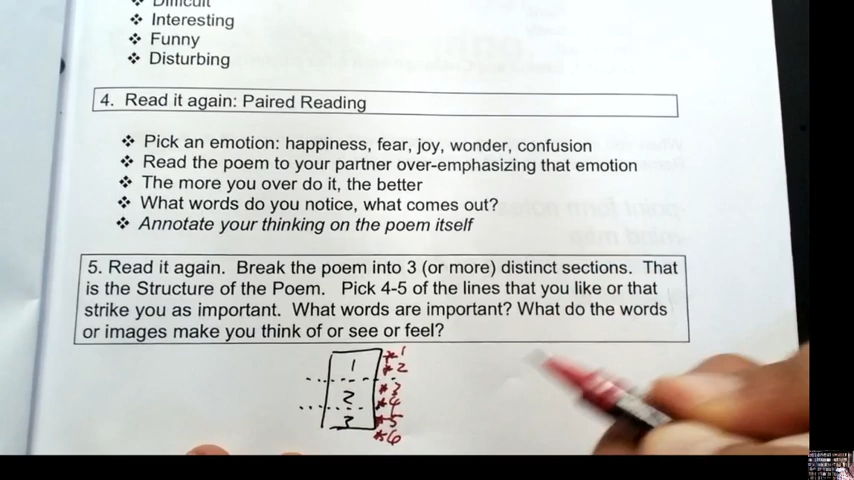 Difficult
❖ Interesting
❖ Funny
❖ Disturbing
4. Read it again: Paired Reading
❖ Pick an emotion: happiness, fear, joy, wonder, confusion
❖ Read the poem to your partner over-emphasizing that emotion
❖ The more you over do it, the better
❖ What words do you notice, what comes out?
❖ Annotate your thinking on the poem itself
5. Read it again. Break the poem into 3 (or more) distinct sections. That
is the Structure of the Poem. Pick 4-5 of the lines that you like or that
strike you as important. What words are important? What do the words
or images make you think of or see or feel?
1 *1
*2
2 *3
*4
3 *5
*6